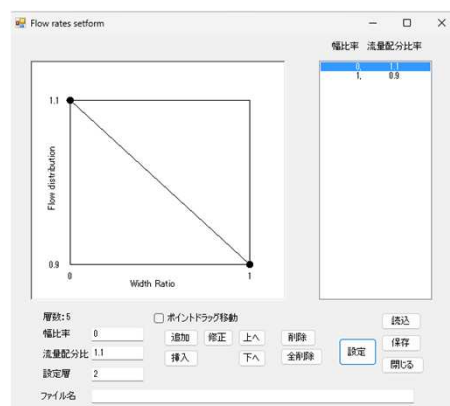 Flow rates setform
幅比率 流量配分比率
0, 1.1
1, 0.9
1.1
Flow distribution
0.9
0 1
Width Ratio
層数:5
ポイントドラッグ移動
幅比率 0
追加 修正 上へ 削除
流量配分比 1.1
挿入 下へ 全削除
設定層 2
設定
読込
保存
閉じる
ファイル名